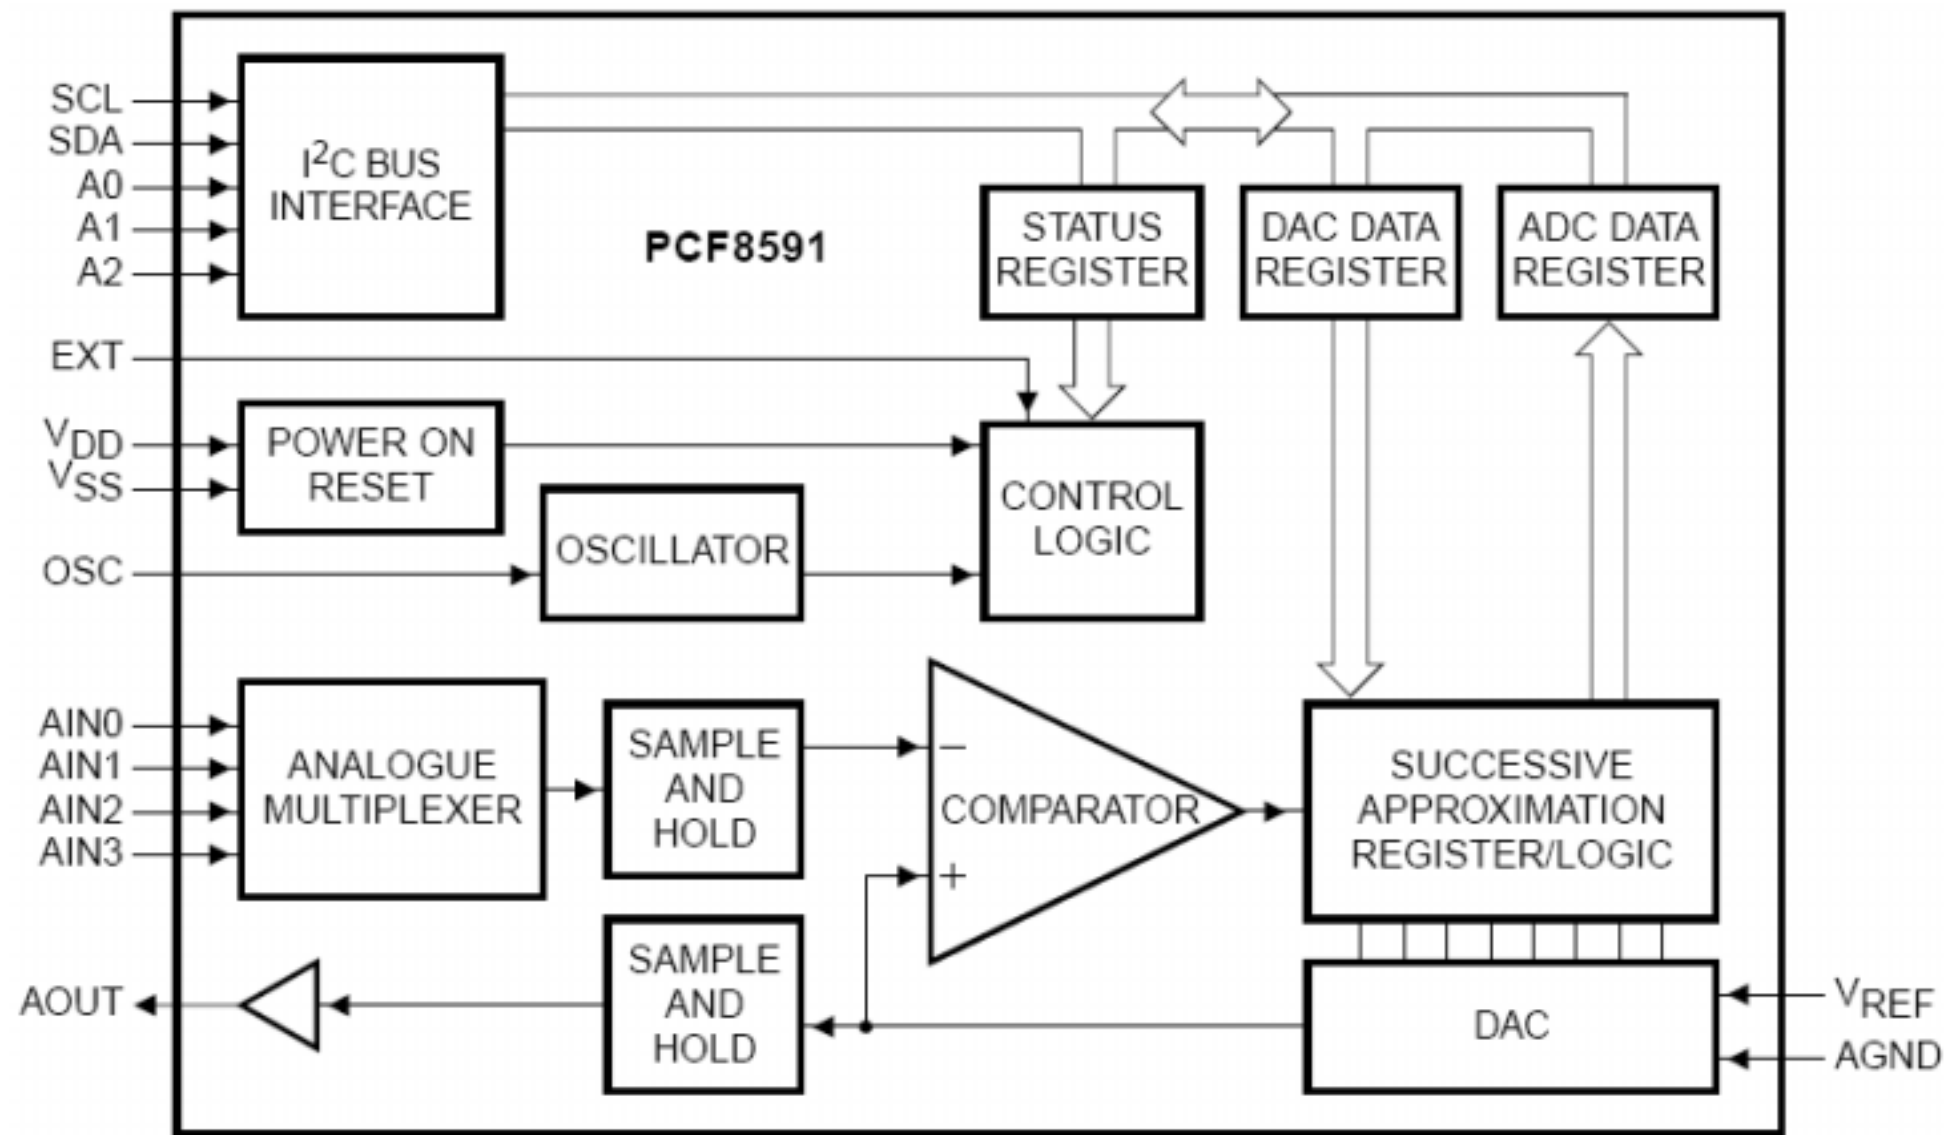 SCL
SDA
A0
A1
A2
I²C BUS
INTERFACE
PCF8591
STATUS
REGISTER
DAC DATA
REGISTER
ADC DATA
REGISTER
EXT
VDD
VSS
POWER ON
RESET
OSC
OSCILLATOR
CONTROL
LOGIC
AIN0
AIN1
AIN2
AIN3
ANALOGUE
MULTIPLEXER
SAMPLE
AND
HOLD
−
COMPARATOR
+
SUCCESSIVE
APPROXIMATION
REGISTER/LOGIC
AOUT
SAMPLE
AND
HOLD
DAC
VREF
AGND